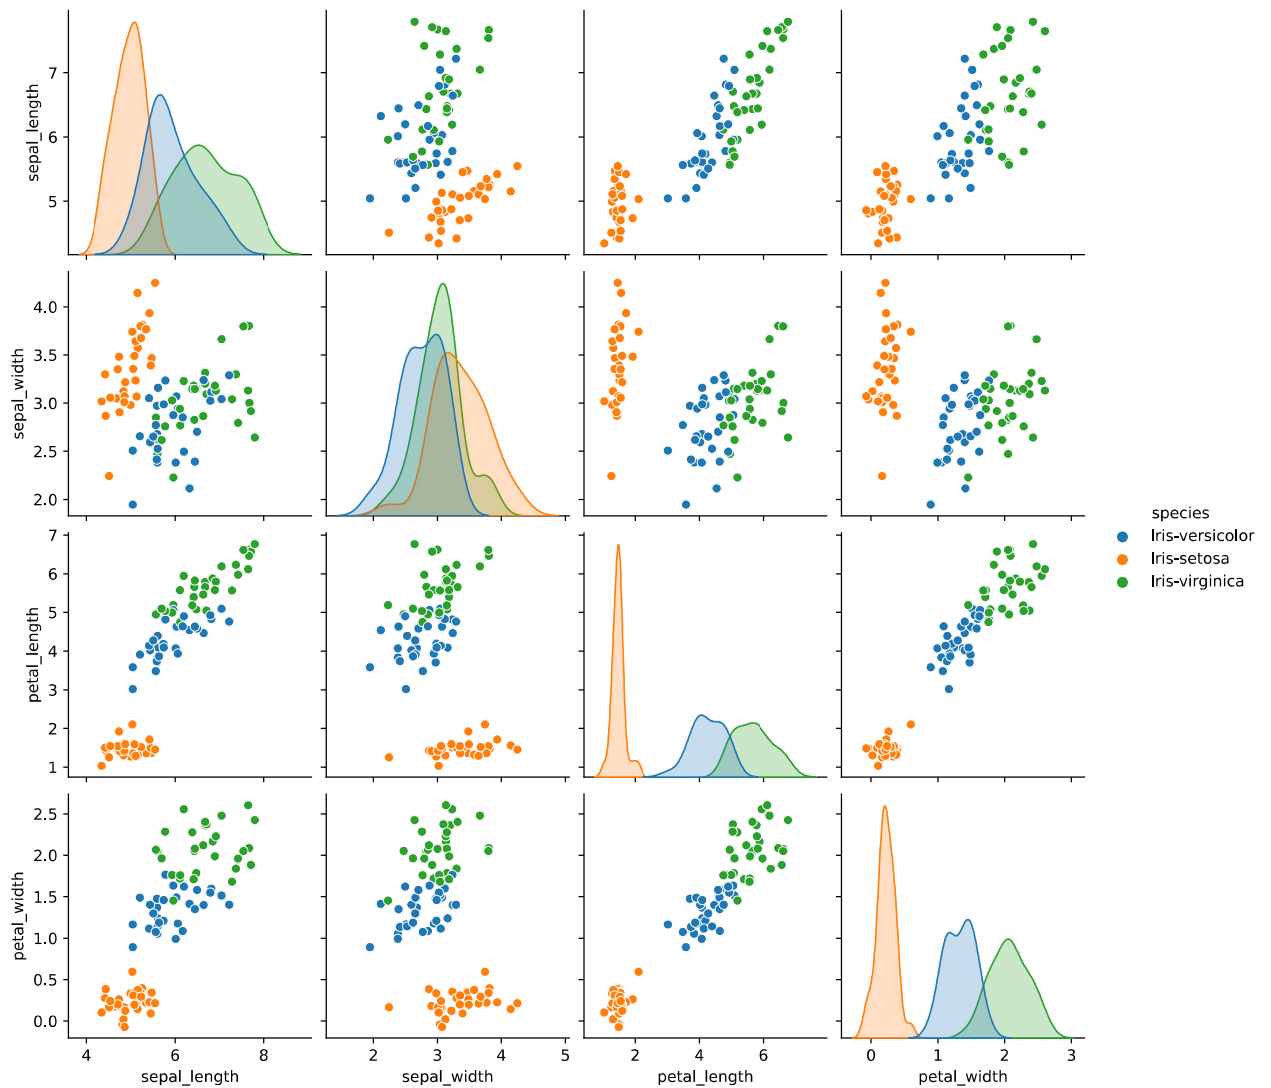 7
6
5
sepal_length
4.0
3.5
3.0
2.5
2.0
sepal_width
species
Iris-versicolor
Iris-setosa
Iris-virginica
7
6
5
4
3
2
1
petal_length
2.5
2.0
1.5
1.0
0.5
0.0
petal_width
4 6 8
2 3 4 5
2 4 6
0 1 2 3
sepal_length
sepal_width
petal_length
petal_width